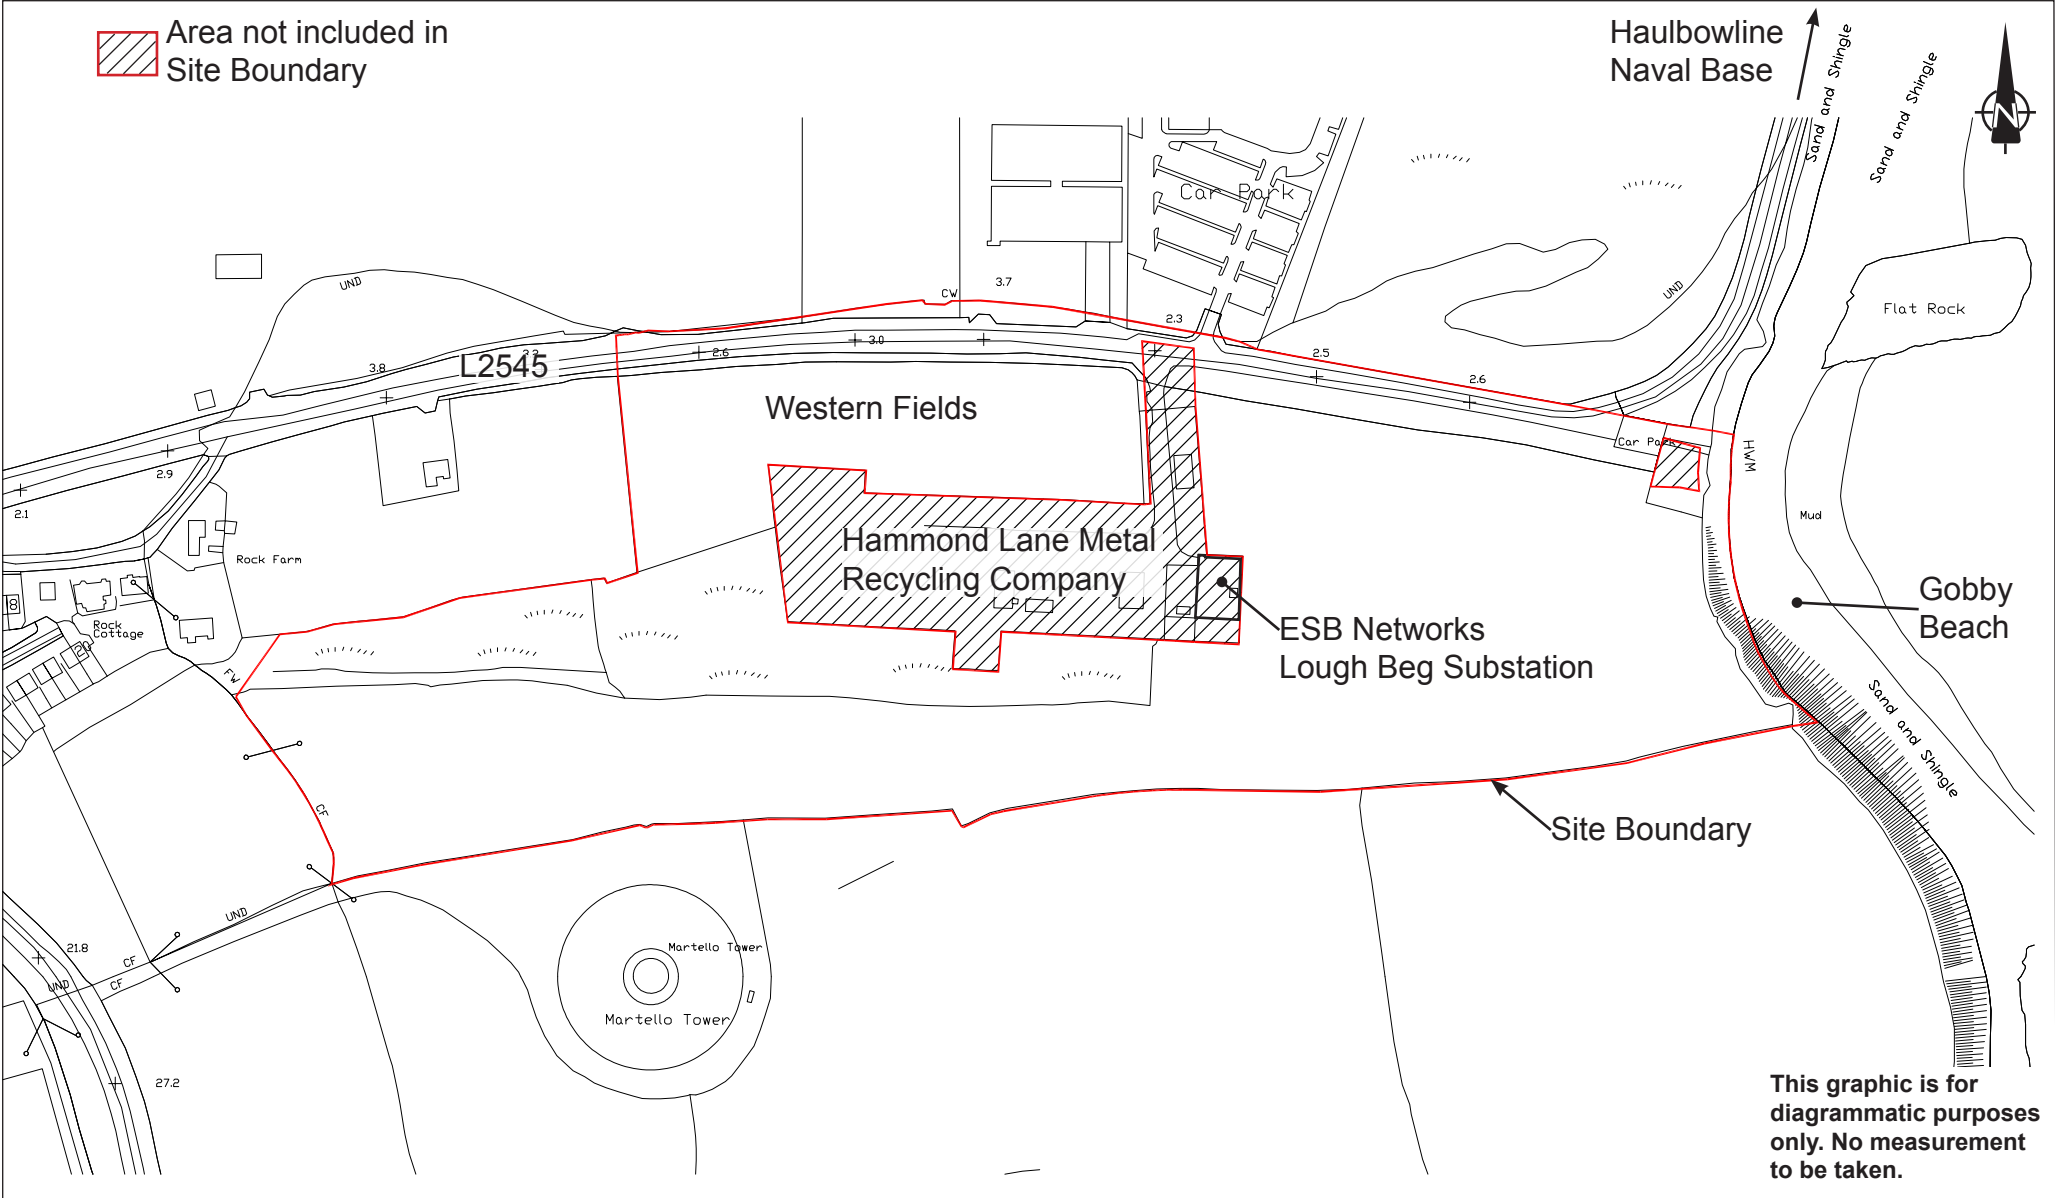 Area not included in
Site Boundary
Haulbowline
Naval Base
N
Sand and Shingle
Sand and Shingle
Car Park
UND
CW
3.7
UND
Flat Rock
2.3
3.0
2.6
2.5
2.6
3.8
L2545
Western Fields
Car Park
HWM
2.9
2.1
Mud
Rock Farm
Hammond Lane Metal
Recycling Company
Gobby
Beach
18
Rock
Cottage
20
ESB Networks
Lough Beg Substation
FW
Sand and Shingle
CF
Site Boundary
UND
21.8
CF
UND
CF
Martello Tower
Martello Tower
27.2
This graphic is for
diagrammatic purposes
only. No measurement
to be taken.